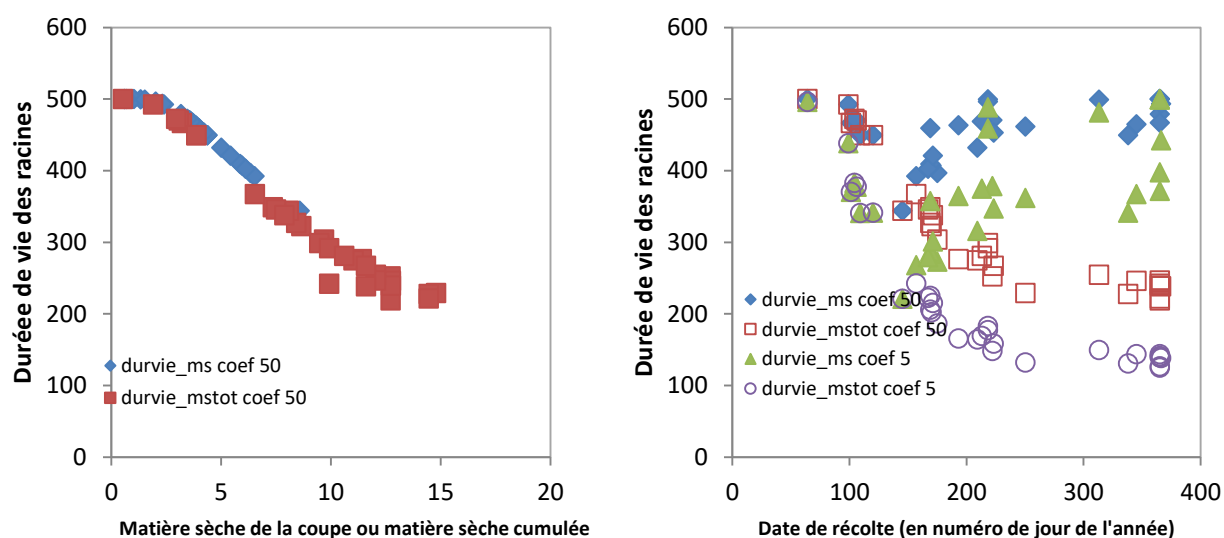 600
500
400
300
200
100
0
0 5 10 15 20
Duréee de vie des racines
durvie_ms coef 50
durvie_mstot coef 50
Matière sèche de la coupe ou matière sèche cumulée
600
500
400
300
200
100
0
0 100 200 300 400
Durée de vie des racines
durvie_ms coef 50
durvie_mstot coef 50
durvie_ms coef 5
durvie_mstot coef 5
Date de récolte (en numéro de jour de l'année)